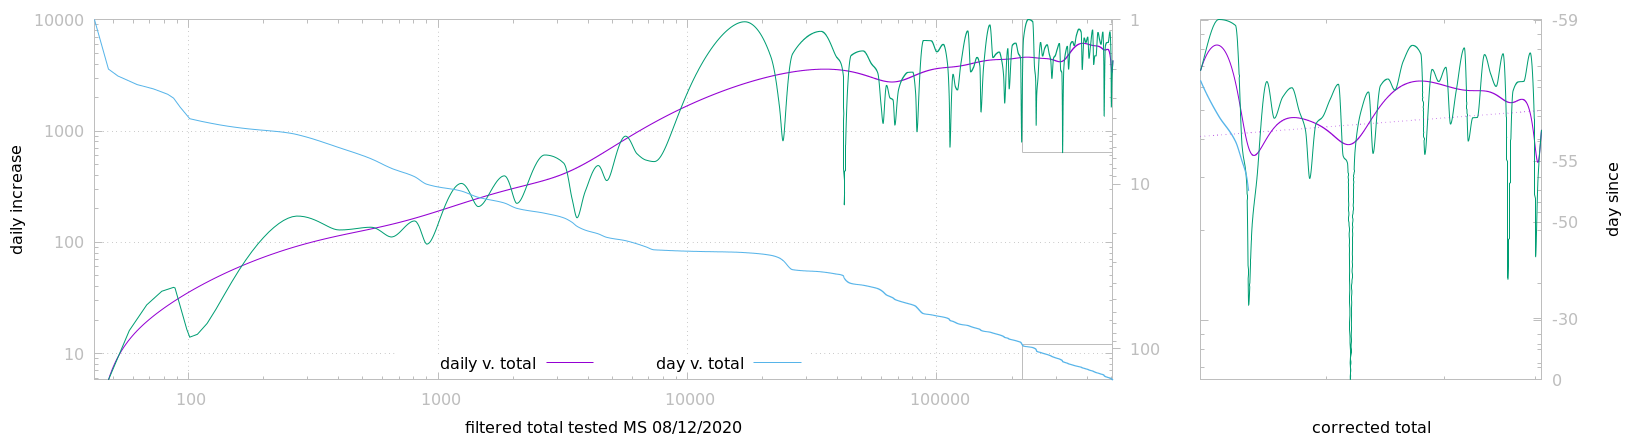 10000
1000
100
10
daily increase
100
1000
10000
100000
1
10
100
daily v. total
day v. total
filtered total tested MS 08/12/2020
-59
-55
-50
-30
0
day since
corrected total